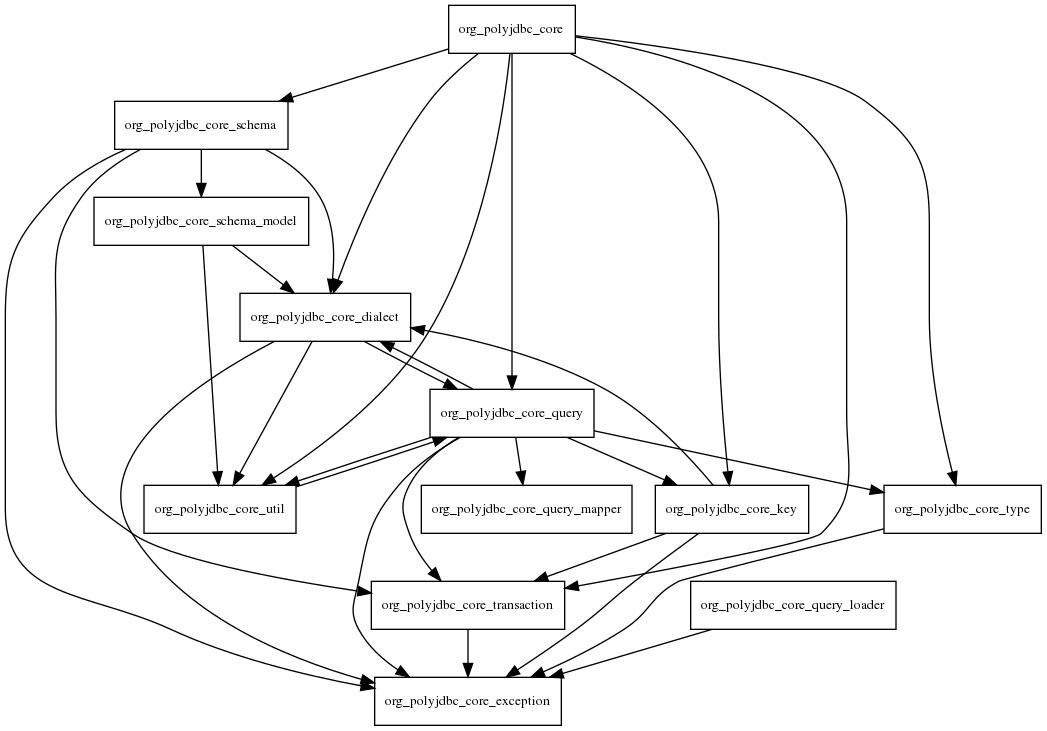 org_polyjdbc_core
org_polyjdbc_core_schema
org_polyjdbc_core_schema_model
org_polyjdbc_core_dialect
org_polyjdbc_core_query
org_polyjdbc_core_util
org_polyjdbc_core_query_mapper
org_polyjdbc_core_key
org_polyjdbc_core_type
org_polyjdbc_core_transaction
org_polyjdbc_core_query_loader
org_polyjdbc_core_exception